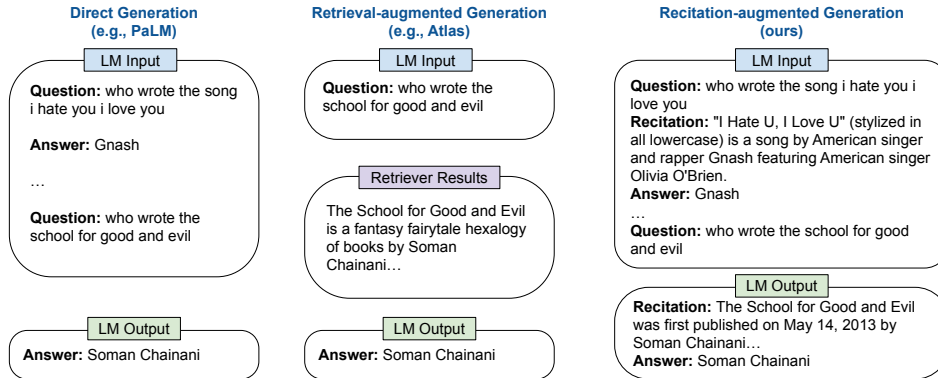 Direct Generation
(e.g., PaLM)
LM Input
Question: who wrote the song
i hate you i love you
Answer: Gnash
…
Question: who wrote the
school for good and evil
LM Output
Answer: Soman Chainani
Retrieval-augmented Generation
(e.g., Atlas)
LM Input
Question: who wrote the
school for good and evil
Retriever Results
The School for Good and Evil
is a fantasy fairytale hexalogy
of books by Soman
Chainani…
LM Output
Answer: Soman Chainani
Recitation-augmented Generation
(ours)
LM Input
Question: who wrote the song i hate you i
love you
Recitation: "I Hate U, I Love U" (stylized in
all lowercase) is a song by American singer
and rapper Gnash featuring American singer
Olivia O'Brien.
Answer: Gnash
…
Question: who wrote the school for good
and evil
LM Output
Recitation: The School for Good and Evil
was first published on May 14, 2013 by
Soman Chainani…
Answer: Soman Chainani